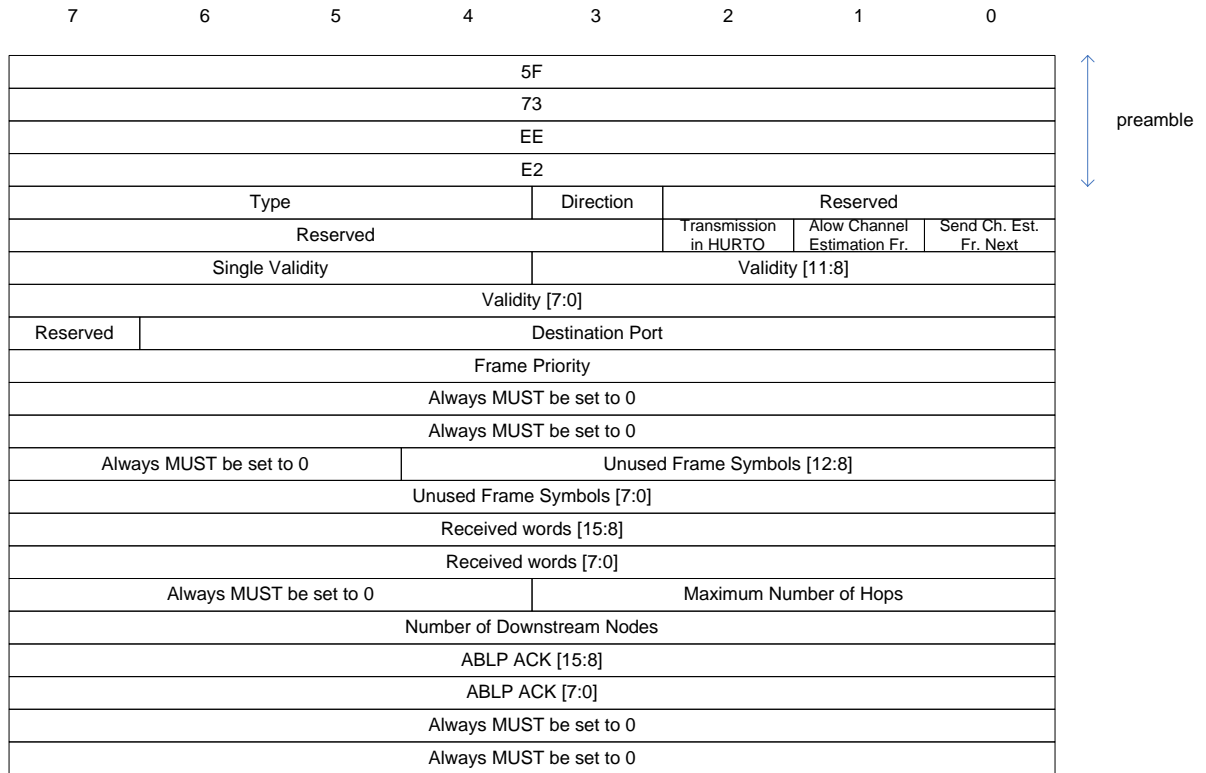 7 6 5 4 3 2 1 0
5F
73
preamble
EE
E2
Type Direction Reserved
Reserved Transmission in HURTO Alow Channel Estimation Fr. Send Ch. Est. Fr. Next
Single Validity Validity [11:8]
Validity [7:0]
Reserved Destination Port
Frame Priority
Always MUST be set to 0
Always MUST be set to 0
Always MUST be set to 0 Unused Frame Symbols [12:8]
Unused Frame Symbols [7:0]
Received words [15:8]
Received words [7:0]
Always MUST be set to 0 Maximum Number of Hops
Number of Downstream Nodes
ABLP ACK [15:8]
ABLP ACK [7:0]
Always MUST be set to 0
Always MUST be set to 0